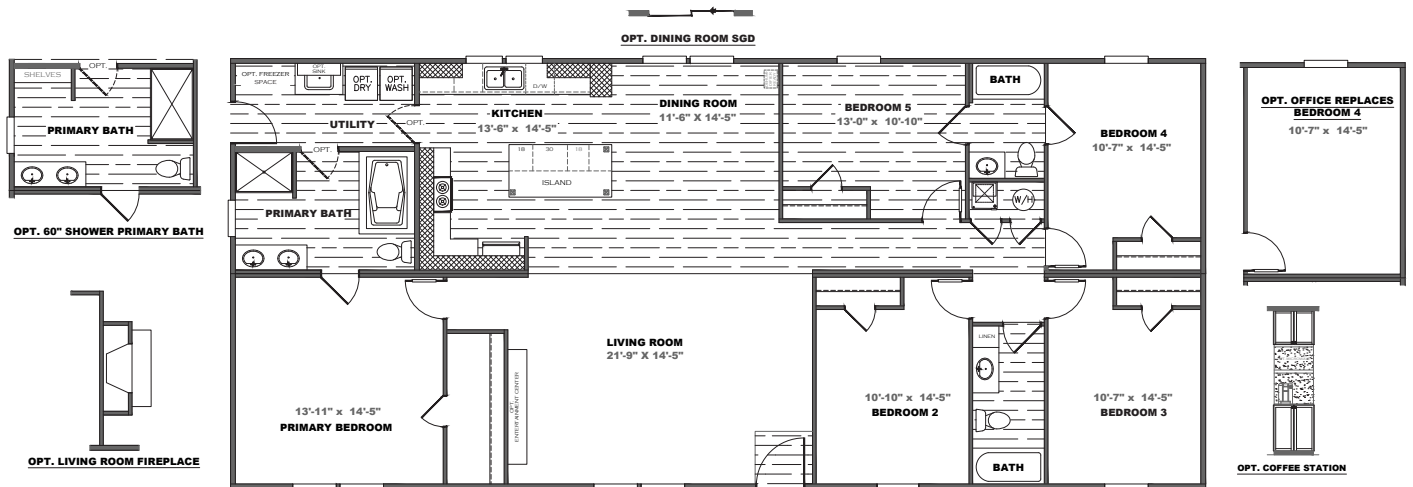 OPT. DINING ROOM SGD
SHELVES
OPT.
PRIMARY BATH
OPT. 60" SHOWER PRIMARY BATH
OPT. FREEZER
SPACE
OPT.
SINK
OPT.
DRY
OPT.
WASH
UTILITY
OPT.
OPT.
D/W
KITCHEN
13'-6" x 14'-5"
18
30
18
ISLAND
DINING ROOM
11'-6" X 14'-5"
BEDROOM 5
13'-0" x 10'-10"
BATH
W/H
BEDROOM 4
10'-7" x 14'-5"
OPT. OFFICE REPLACES
BEDROOM 4
10'-7" x 14'-5"
PRIMARY BATH
OPT. LIVING ROOM FIREPLACE
13'-11" x 14'-5"
PRIMARY BEDROOM
OPT.
ENTERTAINMENT CENTER
LIVING ROOM
21'-9" X 14'-5"
10'-10" x 14'-5"
BEDROOM 2
LINEN
BATH
10'-7" x 14'-5"
BEDROOM 3
OPT. COFFEE STATION